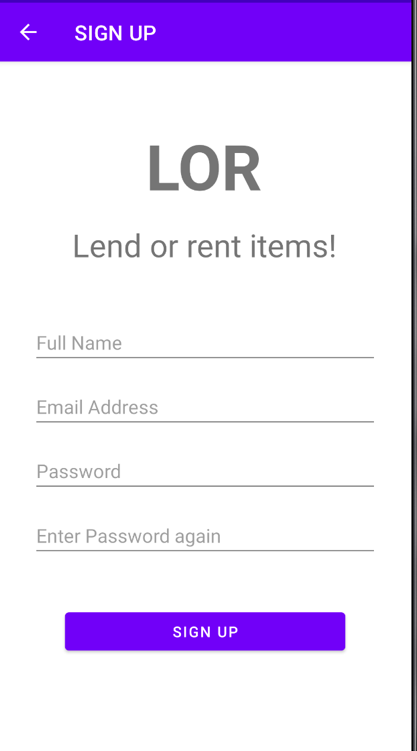 SIGN UP
LOR
Lend or rent items!
Full Name
Email Address
Password
Enter Password again
SIGN UP